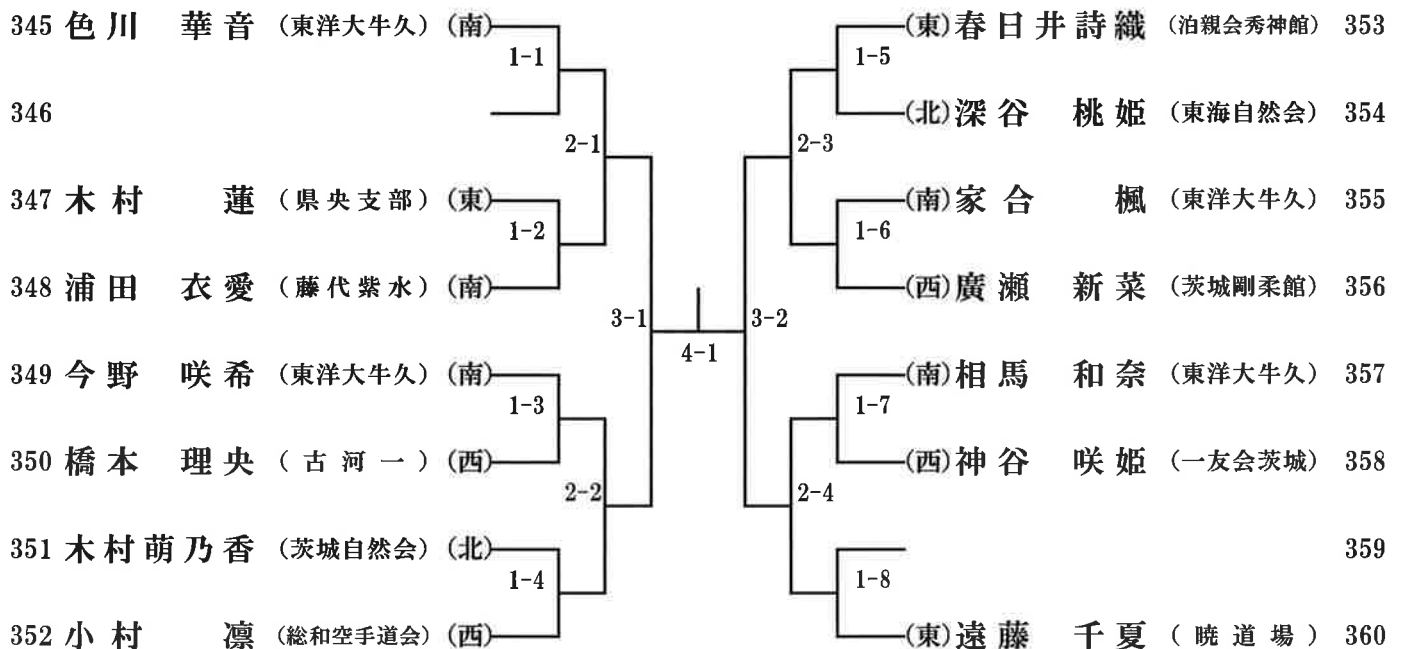 345 色川 華音 （東洋大牛久） (南)
1-1
346
2-1
347 木村 蓮 （県央支部） (東)
1-2
348 浦田 衣愛 （藤代紫水） (南)
3-1
349 今野 咲希 （東洋大牛久） (南)
1-3
350 橋本 理央 （古河一） (西)
2-2
351 木村萌乃香 （茨城自然会） (北)
1-4
352 小村 凛 （総和空手道会） (西)
4-1
(東) 春日井詩織 （泊親会秀神館） 353
1-5
(北) 深谷 桃姫 （東海自然会） 354
2-3
(南) 家合 楓 （東洋大牛久） 355
1-6
(西) 廣瀬 新菜 （茨城剛柔館） 356
3-2
(南) 相馬 和奈 （東洋大牛久） 357
1-7
(西) 神谷 咲姫 （一友会茨城） 358
2-4
359
1-8
(東) 遠藤 千夏 （暁道場） 360